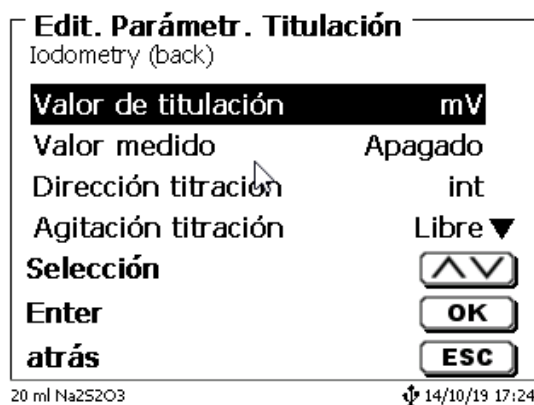 Edit. Parámetr. Titulación
Iodometry (back)
Valor de titulación mV
Valor medido Apagado
Dirección titración int
Agitación titración Libre▼
Selección
Enter OK
atrás ESC
20 ml Na2S2O3 14/10/19 17:24